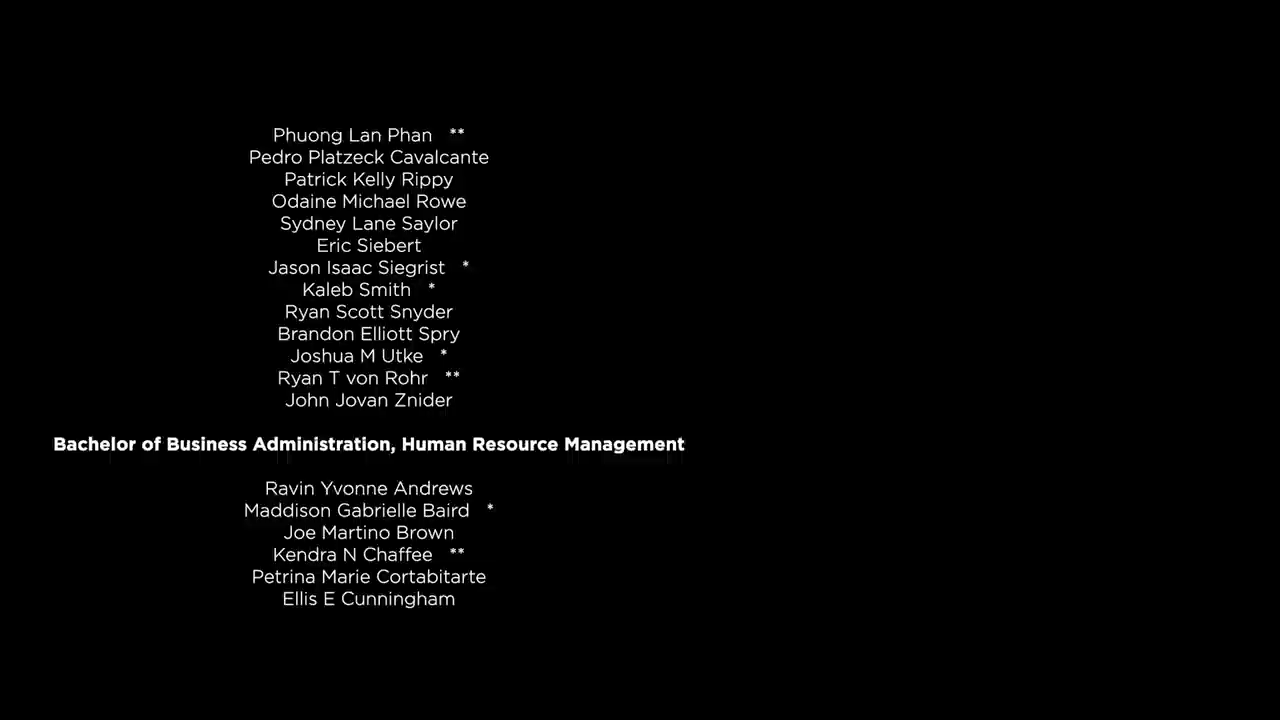 Phuong Lan Phan **
Pedro Platzeck Cavalcante
Patrick Kelly Rippy
Odaine Michael Rowe
Sydney Lane Saylor
Eric Siebert
Jason Isaac Siegrist *
Kaleb Smith *
Ryan Scott Snyder
Brandon Elliott Spry
Joshua M Utke *
Ryan T von Rohr **
John Jovan Znider
Bachelor of Business Administration, Human Resource Management
Ravin Yvonne Andrews
Maddison Gabrielle Baird *
Joe Martino Brown
Kendra N Chaffee **
Petrina Marie Cortabitarte
Ellis E Cunningham